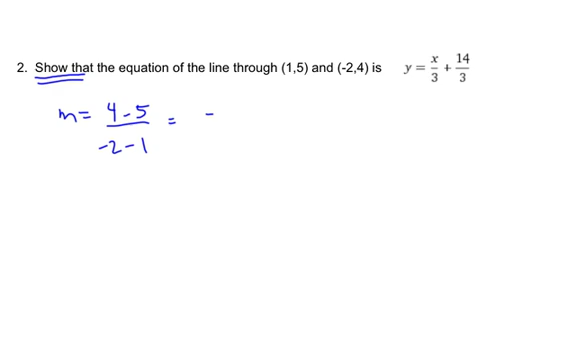 2. Show that the equation of the line through (1,5) and (-2,4) is y = x/3 + 14/3
m = (4 - 5)/(-2 - 1) = -